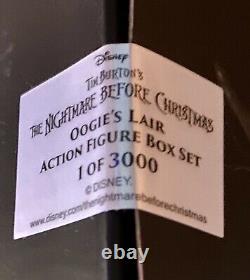 DISNEY
TIM BURTON'S
THE NIGHTMARE BEFORE CHRISTMAS
OOGIE'S LAIR
ACTION FIGURE BOX SET
1 OF 3000
© DISNEY.
www.disney.com/thenightmarebeforechristmas